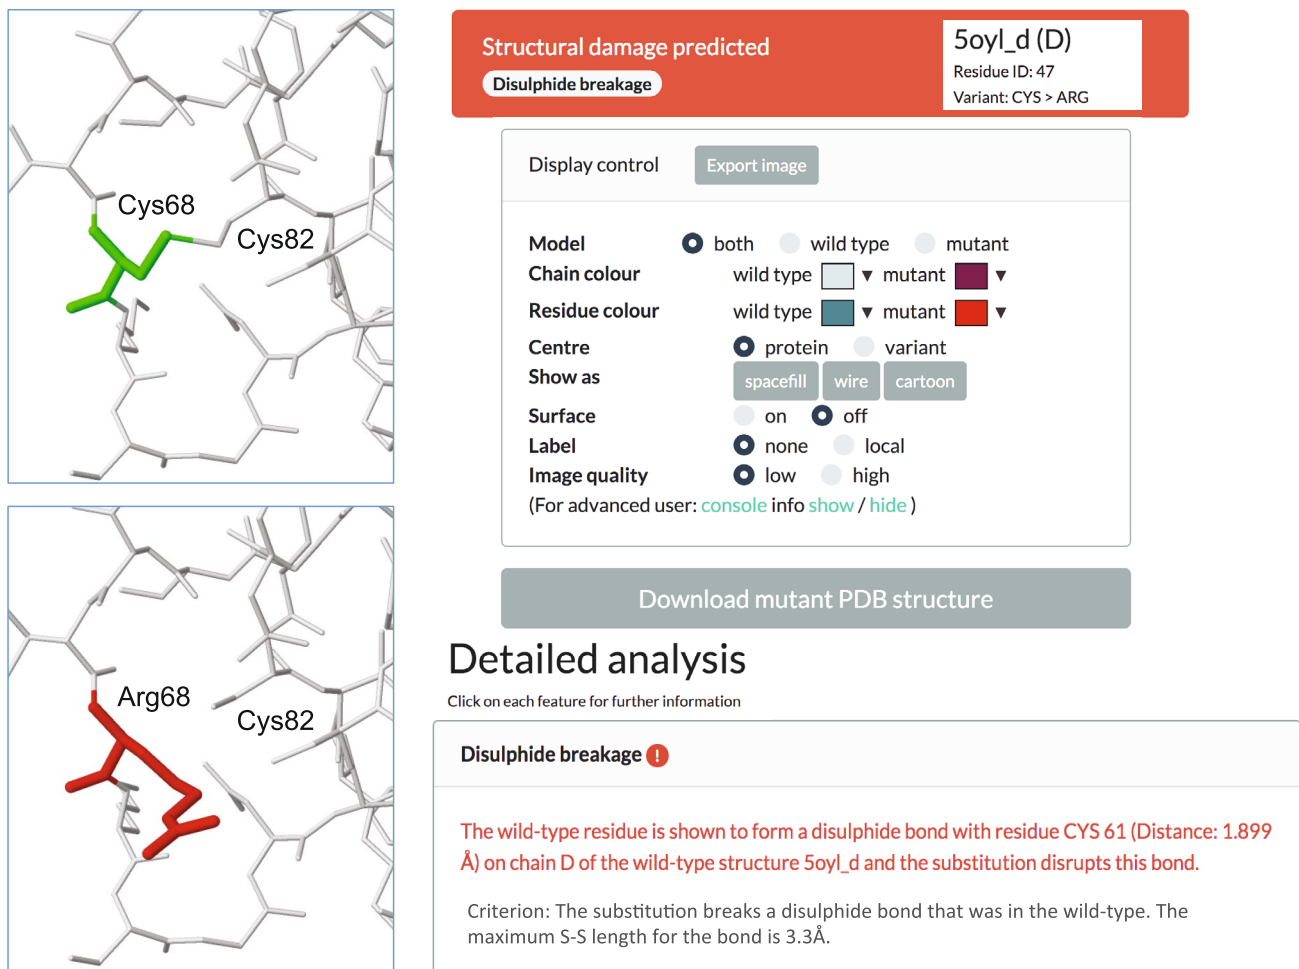 Cys68
Cys82
Arg68
Cys82
Structural damage predicted
Disulphide breakage
5oyl_d (D)
Residue ID: 47
Variant: CYS > ARG
Display control Export image
Model both wild type mutant
Chain colour wild type ▼ mutant ▼
Residue colour wild type ▼ mutant ▼
Centre protein variant
Show as spacefill wire cartoon
Surface on off
Label none local
Image quality low high
(For advanced user: console info show / hide )
Download mutant PDB structure
Detailed analysis
Click on each feature for further information
Disulphide breakage !
The wild-type residue is shown to form a disulphide bond with residue CYS 61 (Distance: 1.899
Å) on chain D of the wild-type structure 5oyl_d and the substitution disrupts this bond.
Criterion: The substitution breaks a disulphide bond that was in the wild-type. The
maximum S-S length for the bond is 3.3Å.